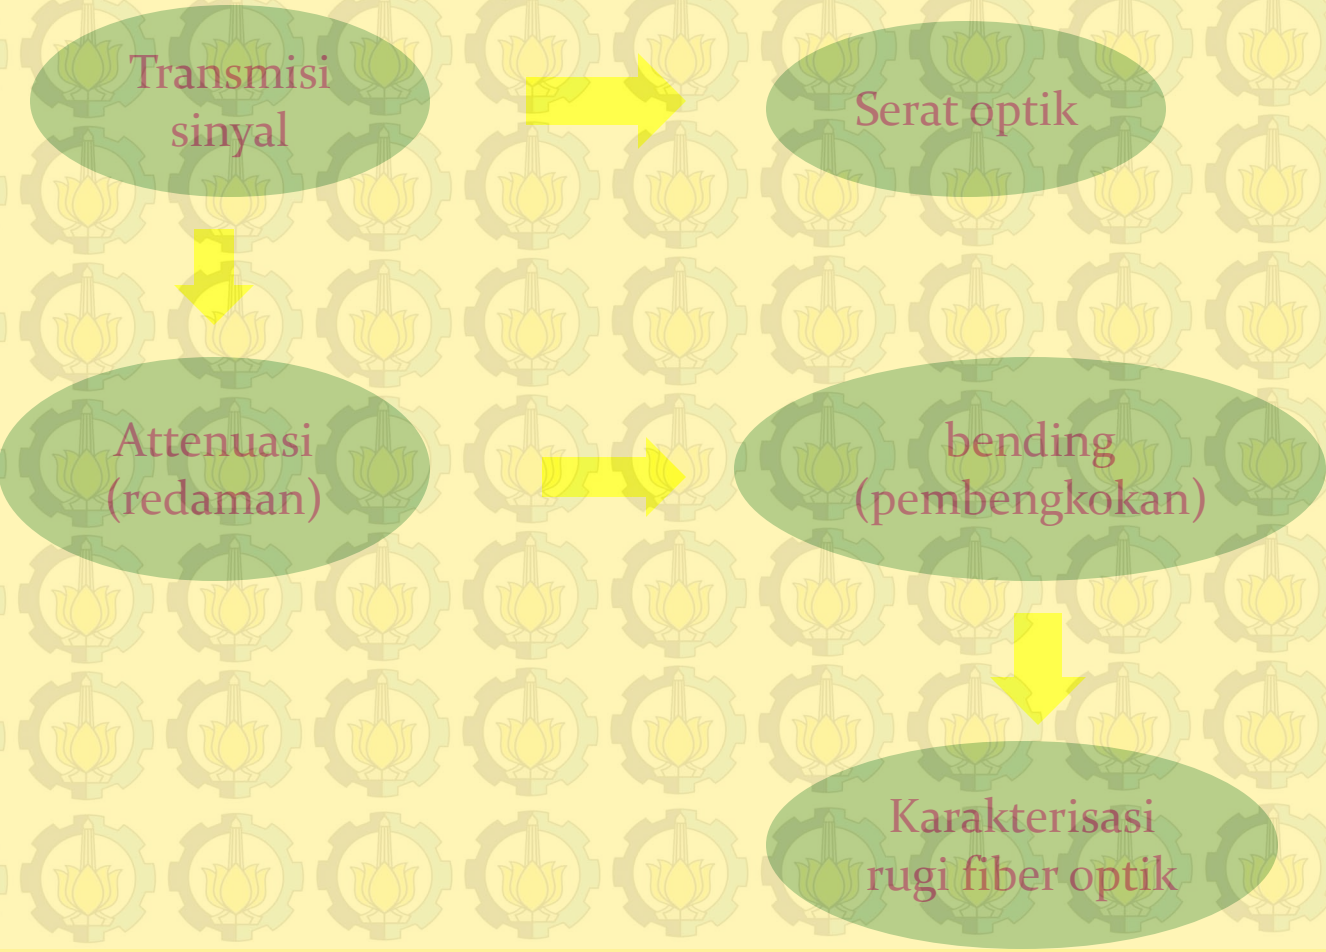 Transmisi
sinyal
Serat optik
Attenuasi
(redaman)
bending
(pembengkokan)
Karakterisasi
rugi fiber optik